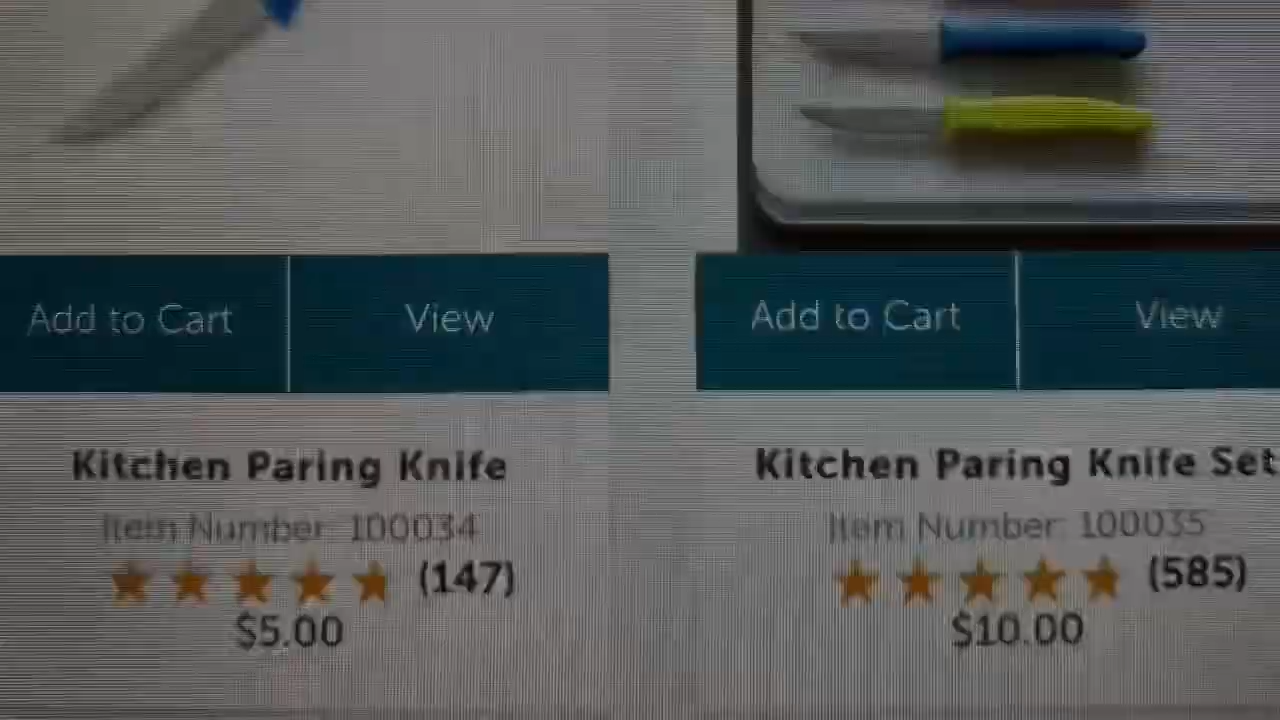 Add to Cart
View
Add to Cart
View
Kitchen Paring Knife
Item Number: 100034
(147)
$5.00
Kitchen Paring Knife Set
Item Number: 100035
(585)
$10.00